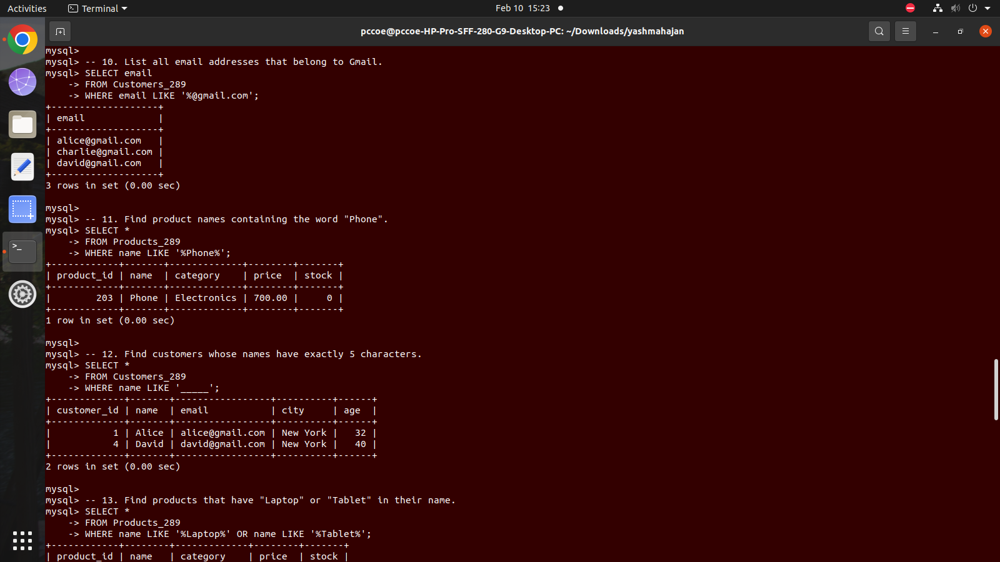 Activities
Terminal
Feb 10 15:23
pccoe@pccoe-HP-Pro-SFF-280-G9-Desktop-PC: ~/Downloads/yashmahajan
mysql>
mysql> -- 10. List all email addresses that belong to Gmail.
mysql> SELECT email
    -> FROM Customers_289
    -> WHERE email LIKE '%@gmail.com';
+-------------------+
| email             |
+-------------------+
| alice@gmail.com   |
| charlie@gmail.com |
| david@gmail.com   |
+-------------------+
3 rows in set (0.00 sec)

mysql>
mysql> -- 11. Find product names containing the word "Phone".
mysql> SELECT *
    -> FROM Products_289
    -> WHERE name LIKE '%Phone%';
+------------+-------+-------------+--------+-------+
| product_id | name  | category    | price  | stock |
+------------+-------+-------------+--------+-------+
|        203 | Phone | Electronics | 700.00 |     0 |
+------------+-------+-------------+--------+-------+
1 row in set (0.00 sec)

mysql>
mysql> -- 12. Find customers whose names have exactly 5 characters.
mysql> SELECT *
    -> FROM Customers_289
    -> WHERE name LIKE '_____';
+-------------+-------+-----------------+----------+------+
| customer_id | name  | email           | city     | age  |
+-------------+-------+-----------------+----------+------+
|           1 | Alice | alice@gmail.com | New York |   32 |
|           4 | David | david@gmail.com | New York |   40 |
+-------------+-------+-----------------+----------+------+
2 rows in set (0.00 sec)

mysql>
mysql> -- 13. Find products that have "Laptop" or "Tablet" in their name.
mysql> SELECT *
    -> FROM Products_289
    -> WHERE name LIKE '%Laptop%' OR name LIKE '%Tablet%';
+------------+--------+-------------+--------+-------+
| product_id | name   | category    | price  | stock |